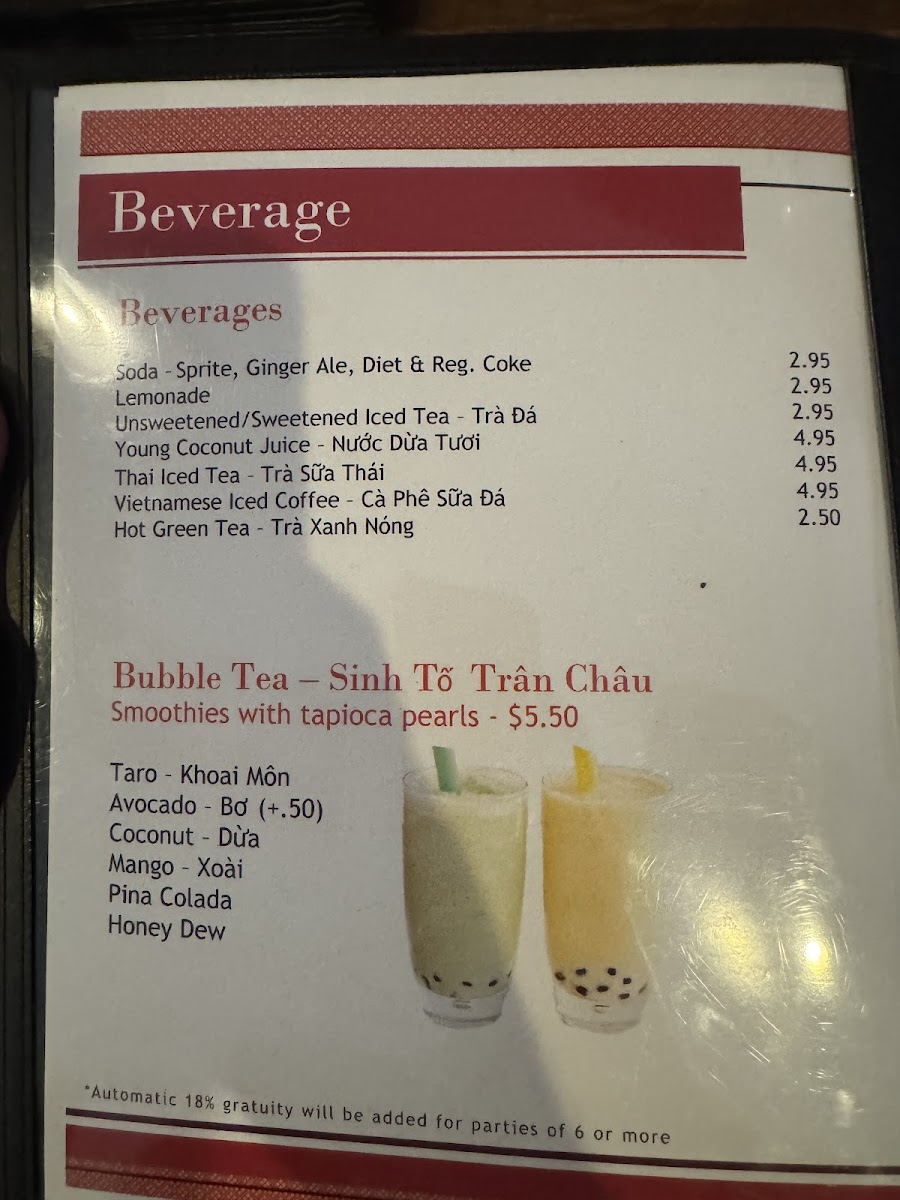 Beverage
Beverages
Soda - Sprite, Ginger Ale, Diet & Reg. Coke 2.95
Lemonade 2.95
Unsweetened/Sweetened Iced Tea - Trà Đá 2.95
Young Coconut Juice - Nước Dừa Tươi 4.95
Thai Iced Tea - Trà Sữa Thái 4.95
Vietnamese Iced Coffee - Cà Phê Sữa Đá 4.95
Hot Green Tea - Trà Xanh Nóng 2.50
Bubble Tea – Sinh Tố Trân Châu
Smoothies with tapioca pearls - $5.50
Taro - Khoai Môn
Avocado - Bơ (+.50)
Coconut - Dừa
Mango - Xoài
Pina Colada
Honey Dew
*Automatic 18% gratuity will be added for parties of 6 or more